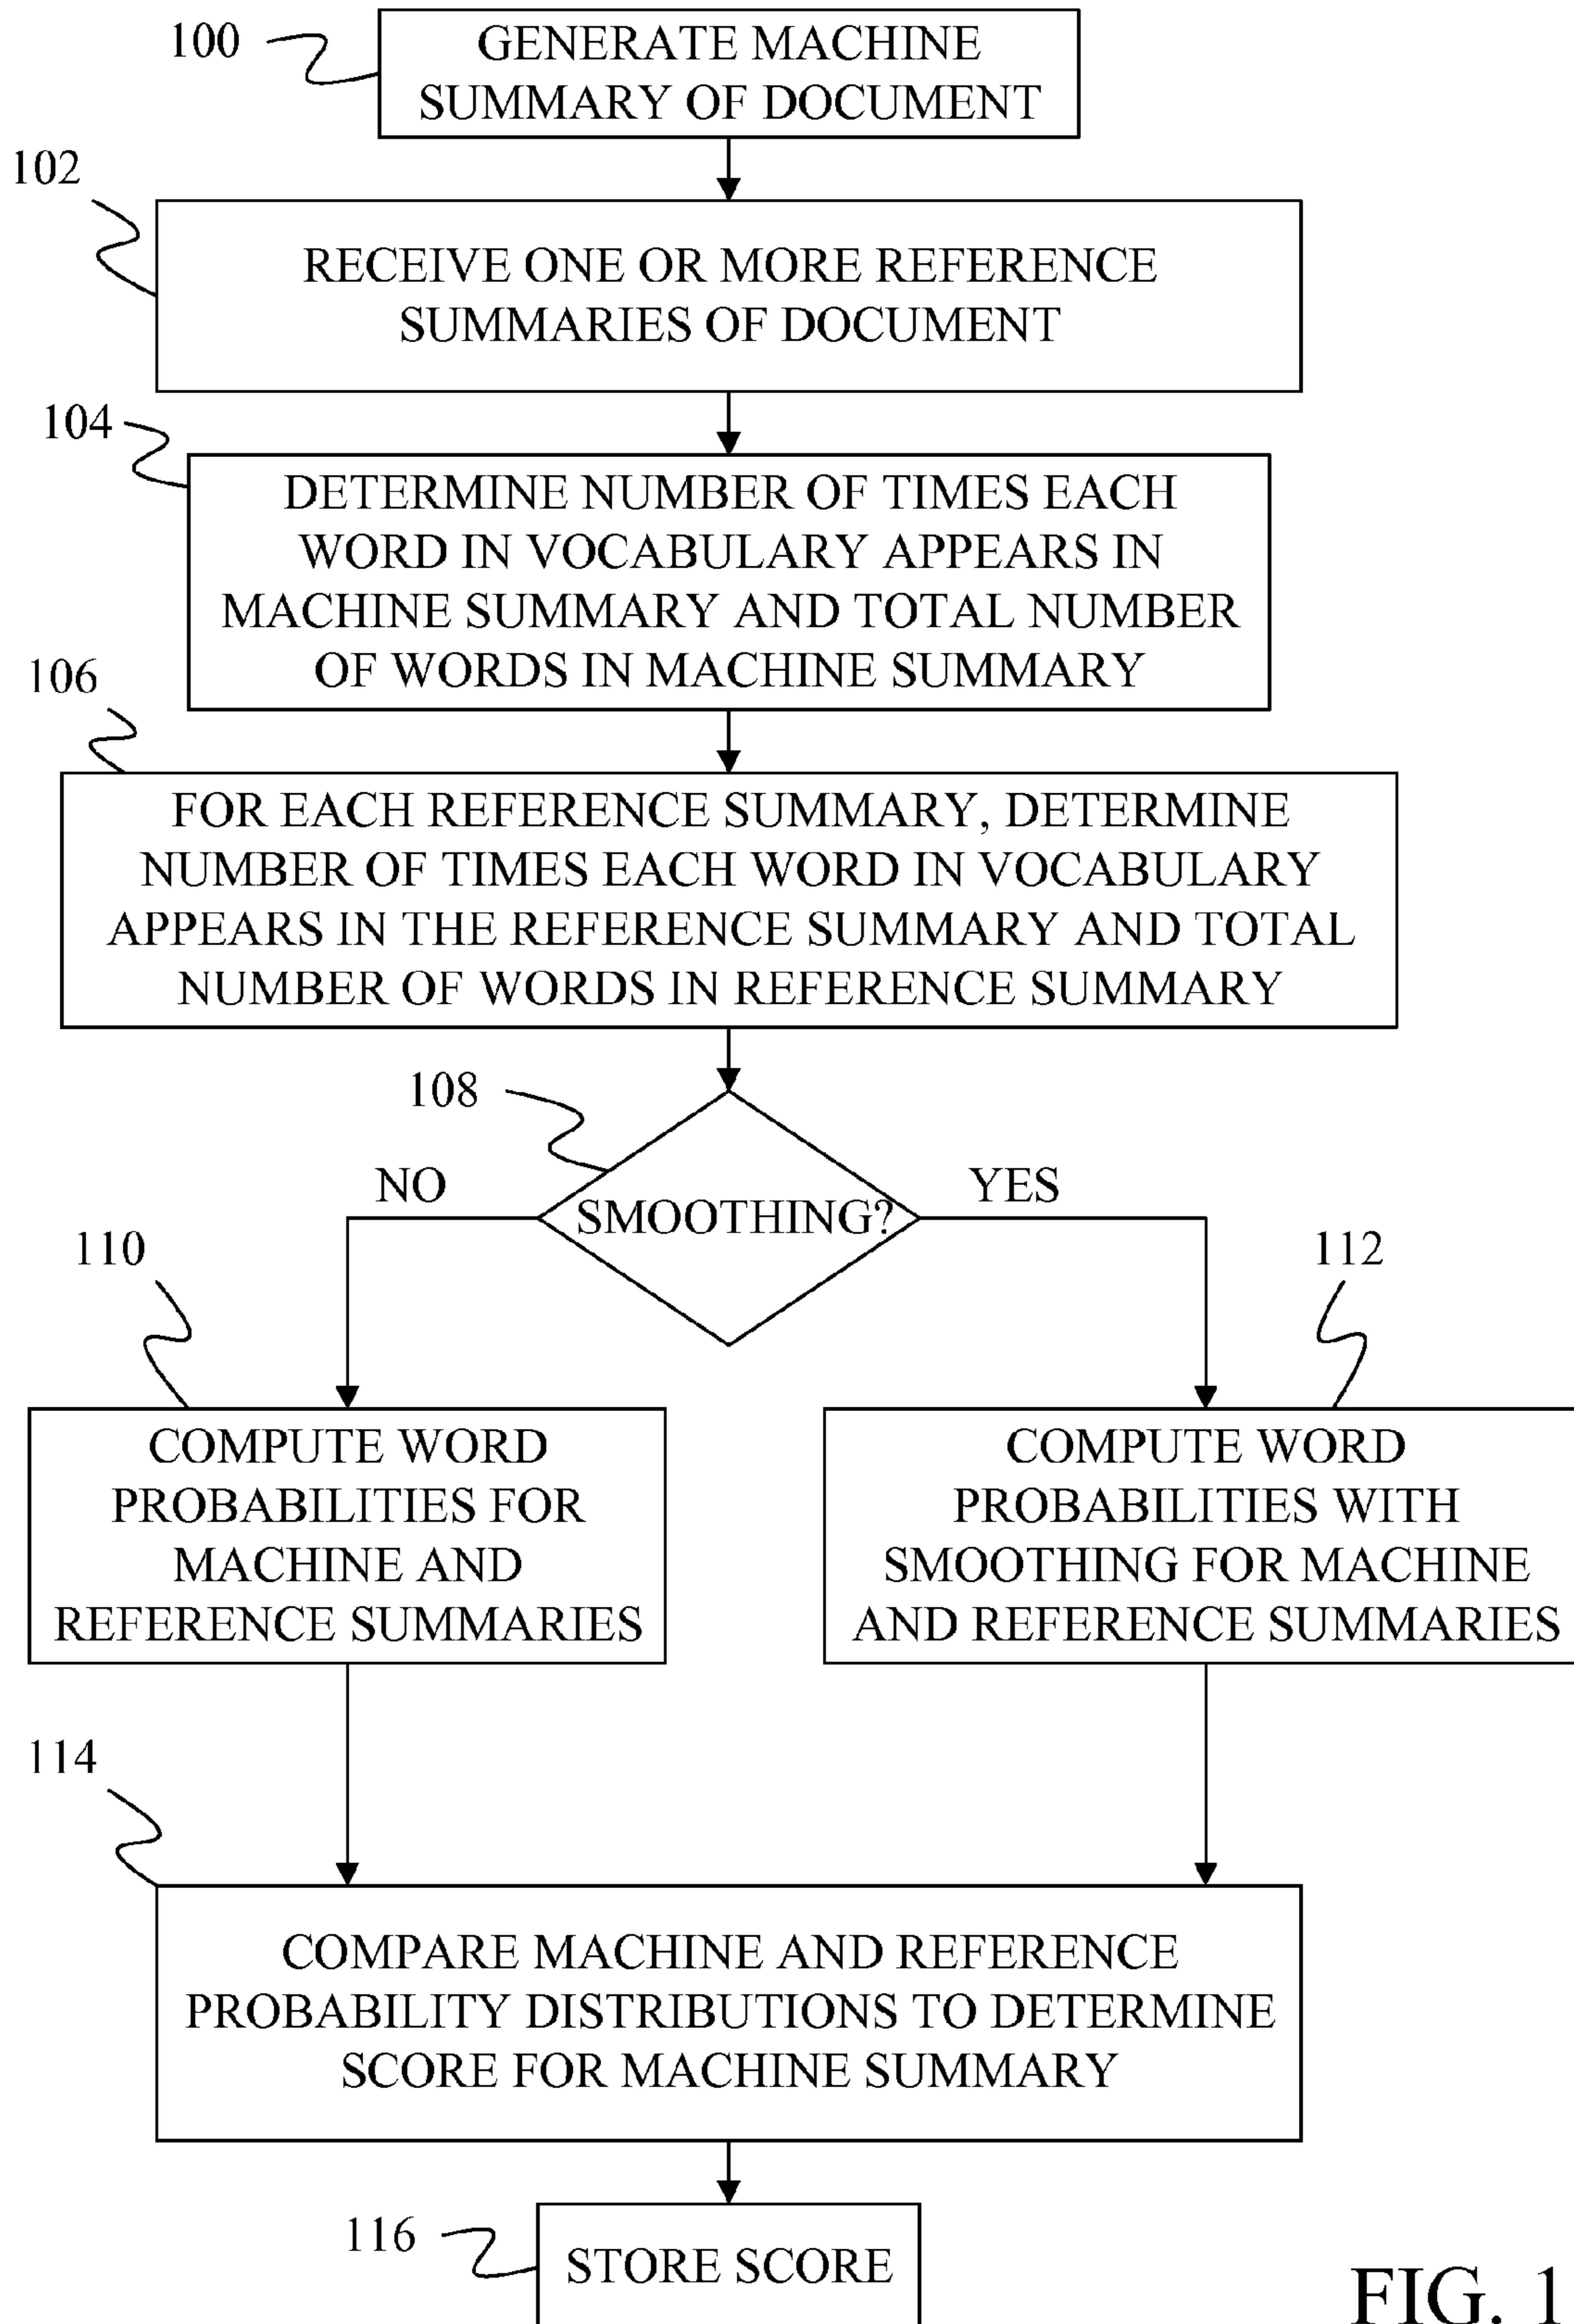 100
GENERATE MACHINE
SUMMARY OF DOCUMENT
102
RECEIVE ONE OR MORE REFERENCE
SUMMARIES OF DOCUMENT
104
DETERMINE NUMBER OF TIMES EACH
WORD IN VOCABULARY APPEARS IN
MACHINE SUMMARY AND TOTAL NUMBER
OF WORDS IN MACHINE SUMMARY
106
FOR EACH REFERENCE SUMMARY, DETERMINE
NUMBER OF TIMES EACH WORD IN VOCABULARY
APPEARS IN THE REFERENCE SUMMARY AND TOTAL
NUMBER OF WORDS IN REFERENCE SUMMARY
108
NO
YES
SMOOTHING?
110
COMPUTE WORD
PROBABILITIES FOR
MACHINE AND
REFERENCE SUMMARIES
112
COMPUTE WORD
PROBABILITIES WITH
SMOOTHING FOR MACHINE
AND REFERENCE SUMMARIES
114
COMPARE MACHINE AND REFERENCE
PROBABILITY DISTRIBUTIONS TO DETERMINE
SCORE FOR MACHINE SUMMARY
116
STORE SCORE
FIG. 1